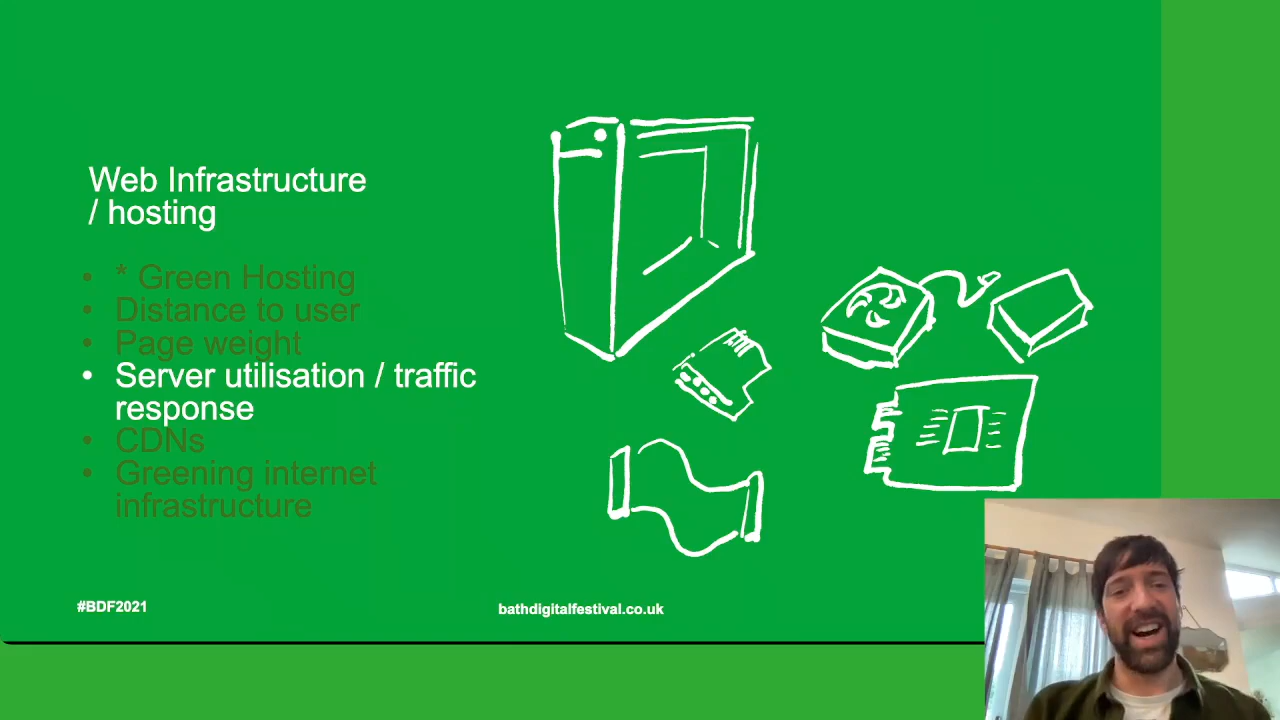 Web Infrastructure
/ hosting
• * Green Hosting
• Distance to user
• Page weight
• Server utilisation / traffic
response
• CDNs
• Greening internet
infrastructure
#BDF2021
bathdigitalfestival.co.uk